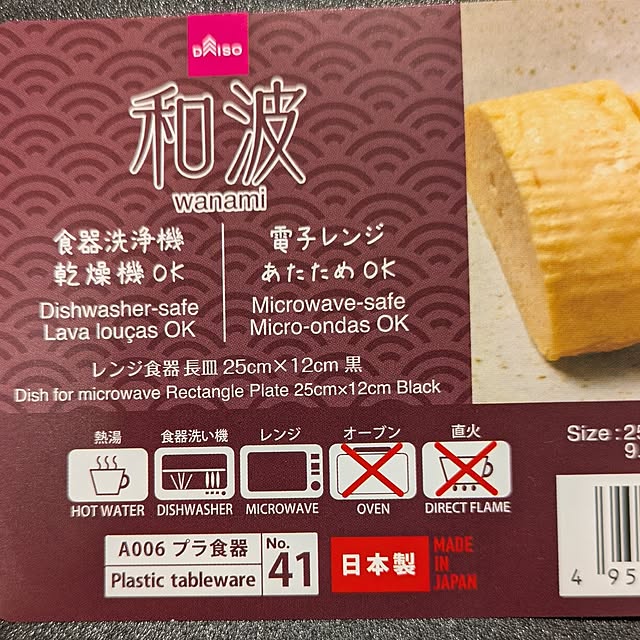 DAISO
和波
wanami
食器洗浄機
乾燥機OK
Dishwasher-safe
Lava louças OK
電子レンジ
あたためOK
Microwave-safe
Micro-ondas OK
レンジ食器 長皿 25cm×12cm 黒
Dish for microwave Rectangle Plate 25cm×12cm Black
熱湯
HOT WATER
食器洗い機
DISHWASHER
レンジ
MICROWAVE
オーブン
OVEN
直火
DIRECT FLAME
Size : 25
9.
A006 プラ食器
Plastic tableware
No.
41
日本製
MADE
IN
JAPAN
4 95